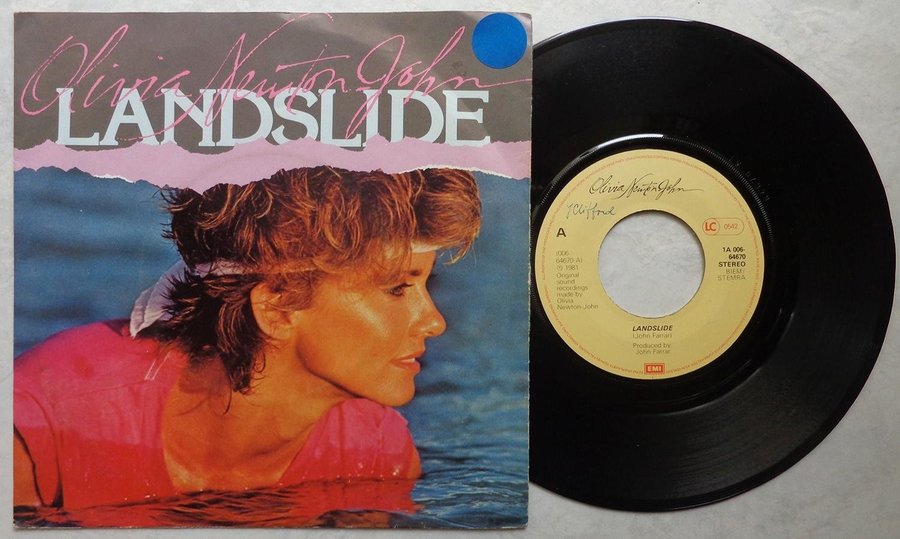 Olivia Newton-John
LANDSLIDE
Olivia Newton-John
Clifford
A
(006
64670-A)
Ⓟ 1981
Original
sound
recordings
made by
Olivia
Newton-John
LC 0542
1A 006-
64670
STEREO
BIEM/
STEMRA
LANDSLIDE
(John Farrar)
Produced by
John Farrar
EMI